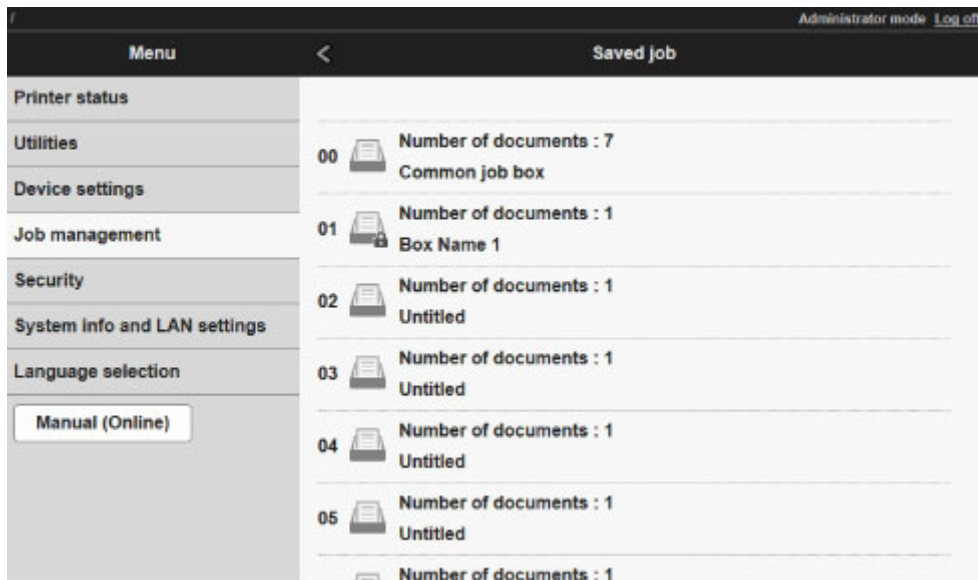 Administrator mode Log off
Menu
<
Saved job
Printer status
Utilities
Device settings
Job management
Security
System info and LAN settings
Language selection
Manual (Online)
00
Number of documents : 7
Common job box
01
Number of documents : 1
Box Name 1
02
Number of documents : 1
Untitled
03
Number of documents : 1
Untitled
04
Number of documents : 1
Untitled
05
Number of documents : 1
Untitled
Number of documents : 1